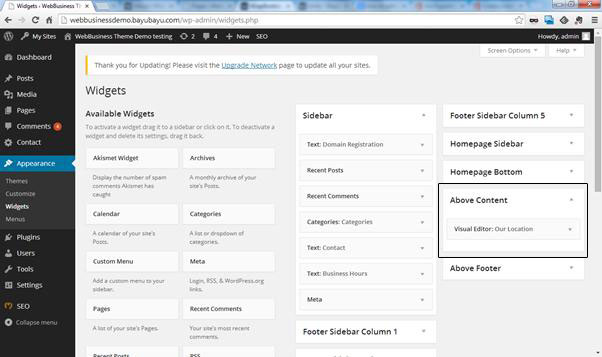 Widgets ‹ WebBusiness The
webbusinessdemo.bayubayu.com/wp-admin/widgets.php
My Sites
WebBusiness Theme Demo testing
2
0
New
SEO
Howdy, admin
Screen Options
Help
Dashboard
Posts
Media
Pages
Comments 4
Contact
Appearance
Themes
Customize
Widgets
Menus
Plugins
Users
Tools
Settings
SEO
Collapse menu
Thank you for Updating! Please visit the Upgrade Network page to update all your sites.
Widgets
Available Widgets
To activate a widget drag it to a sidebar or click on it. To deactivate a widget and delete its settings, drag it back.
Akismet Widget
Display the number of spam comments Akismet has caught
Archives
A monthly archive of your site's Posts.
Calendar
A calendar of your site's Posts.
Categories
A list or dropdown of categories.
Custom Menu
Add a custom menu to your sidebar.
Meta
Login, RSS, & WordPress.org links.
Pages
A list of your site's Pages.
Recent Comments
Your site's most recent comments.
Recent Posts
RSS
Sidebar
Text: Domain Registration
Recent Posts
Recent Comments
Categories: Categories
Text: Contact
Text: Business Hours
Meta
Footer Sidebar Column 1
Footer Sidebar Column 5
Homepage Sidebar
Homepage Bottom
Above Content
Visual Editor: Our Location
Above Footer